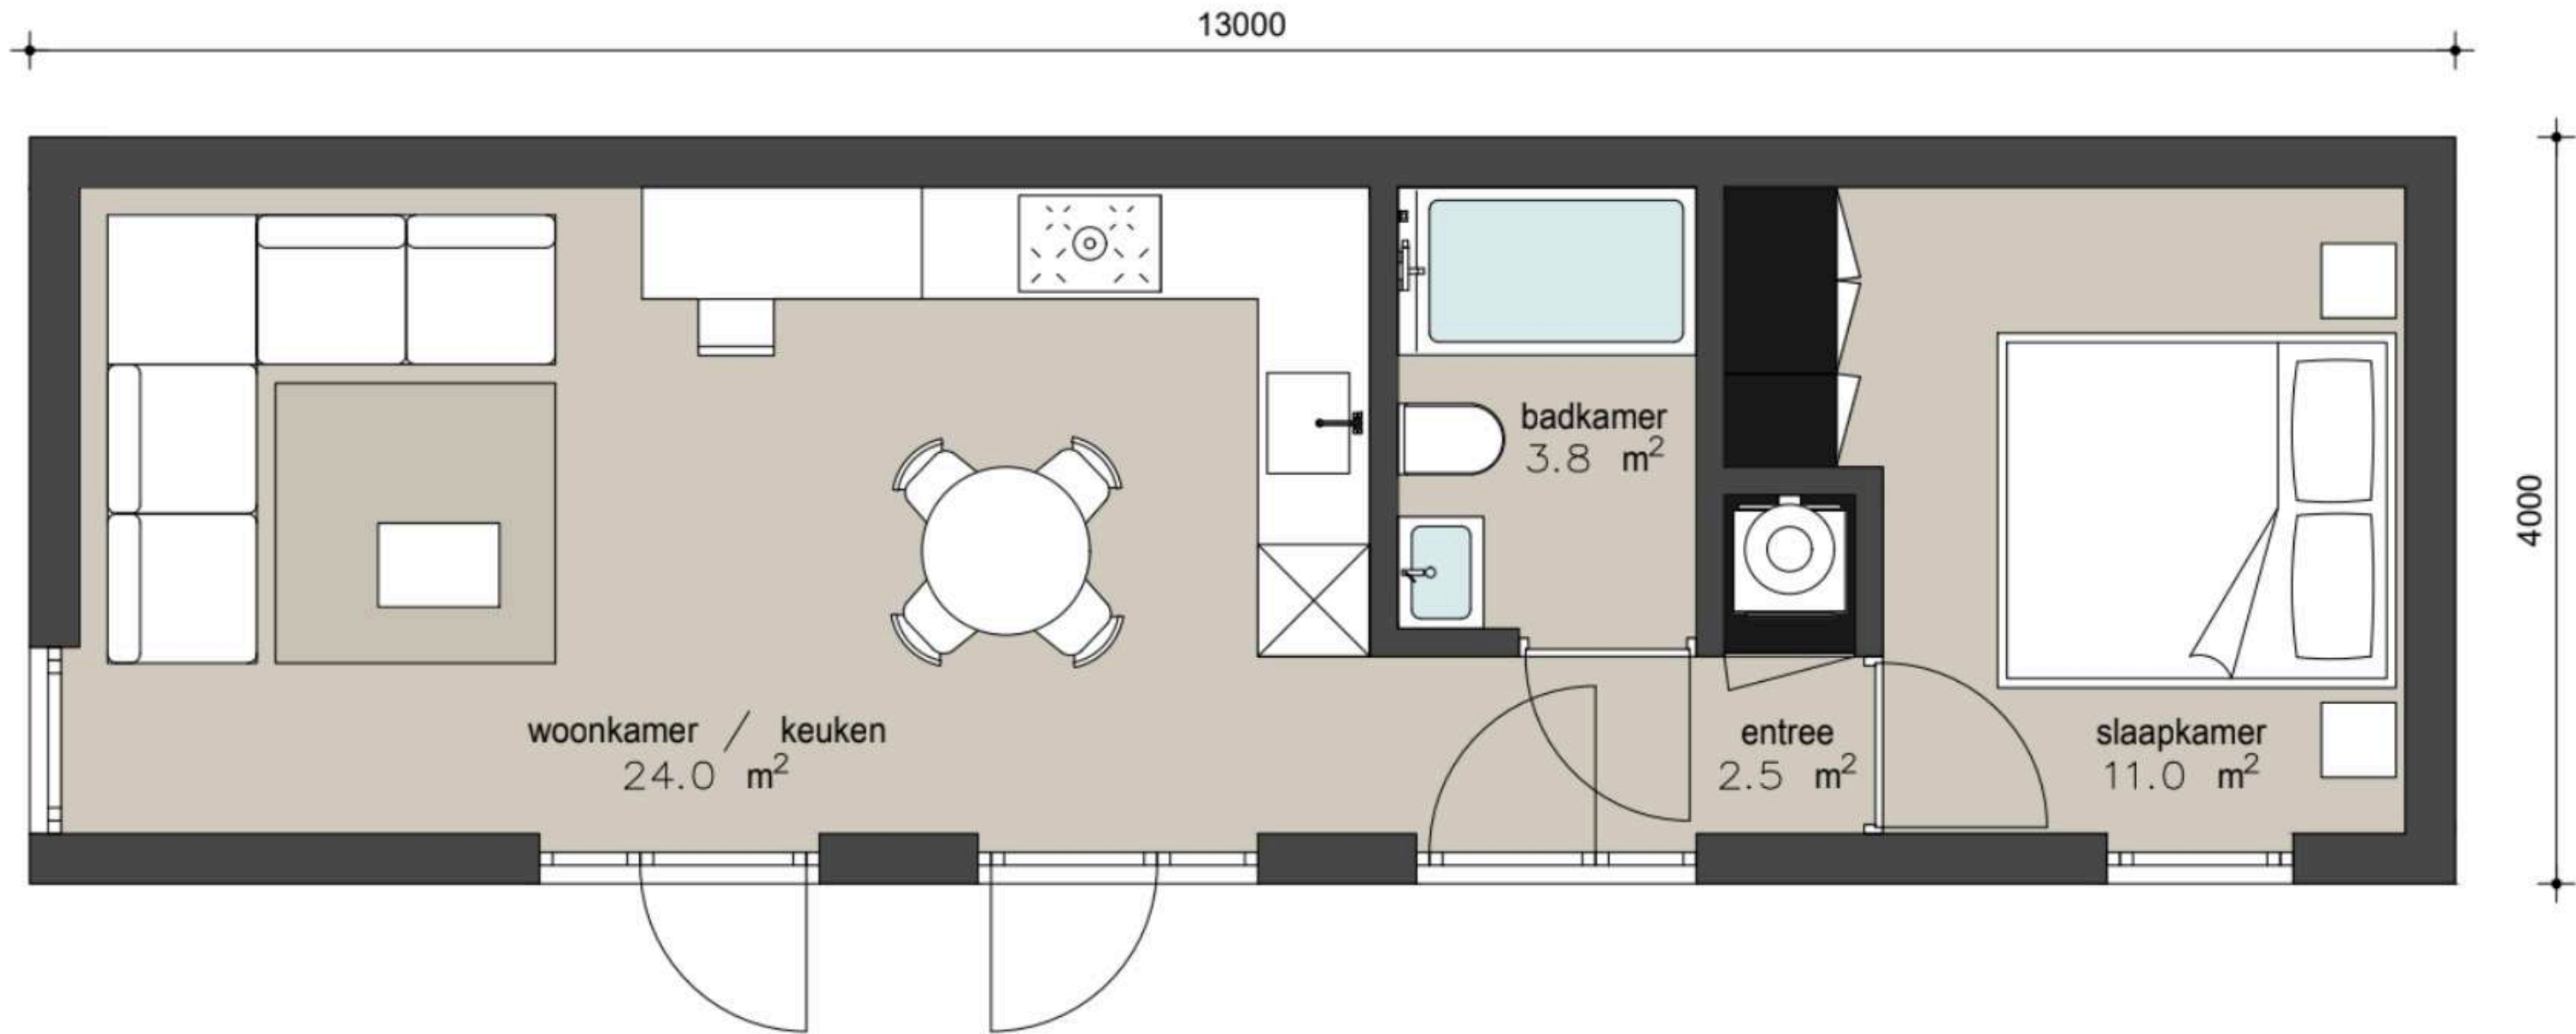 13000
badkamer
3.8 m²
4000
woonkamer / keuken
24.0 m²
entree
2.5 m²
slaapkamer
11.0 m²